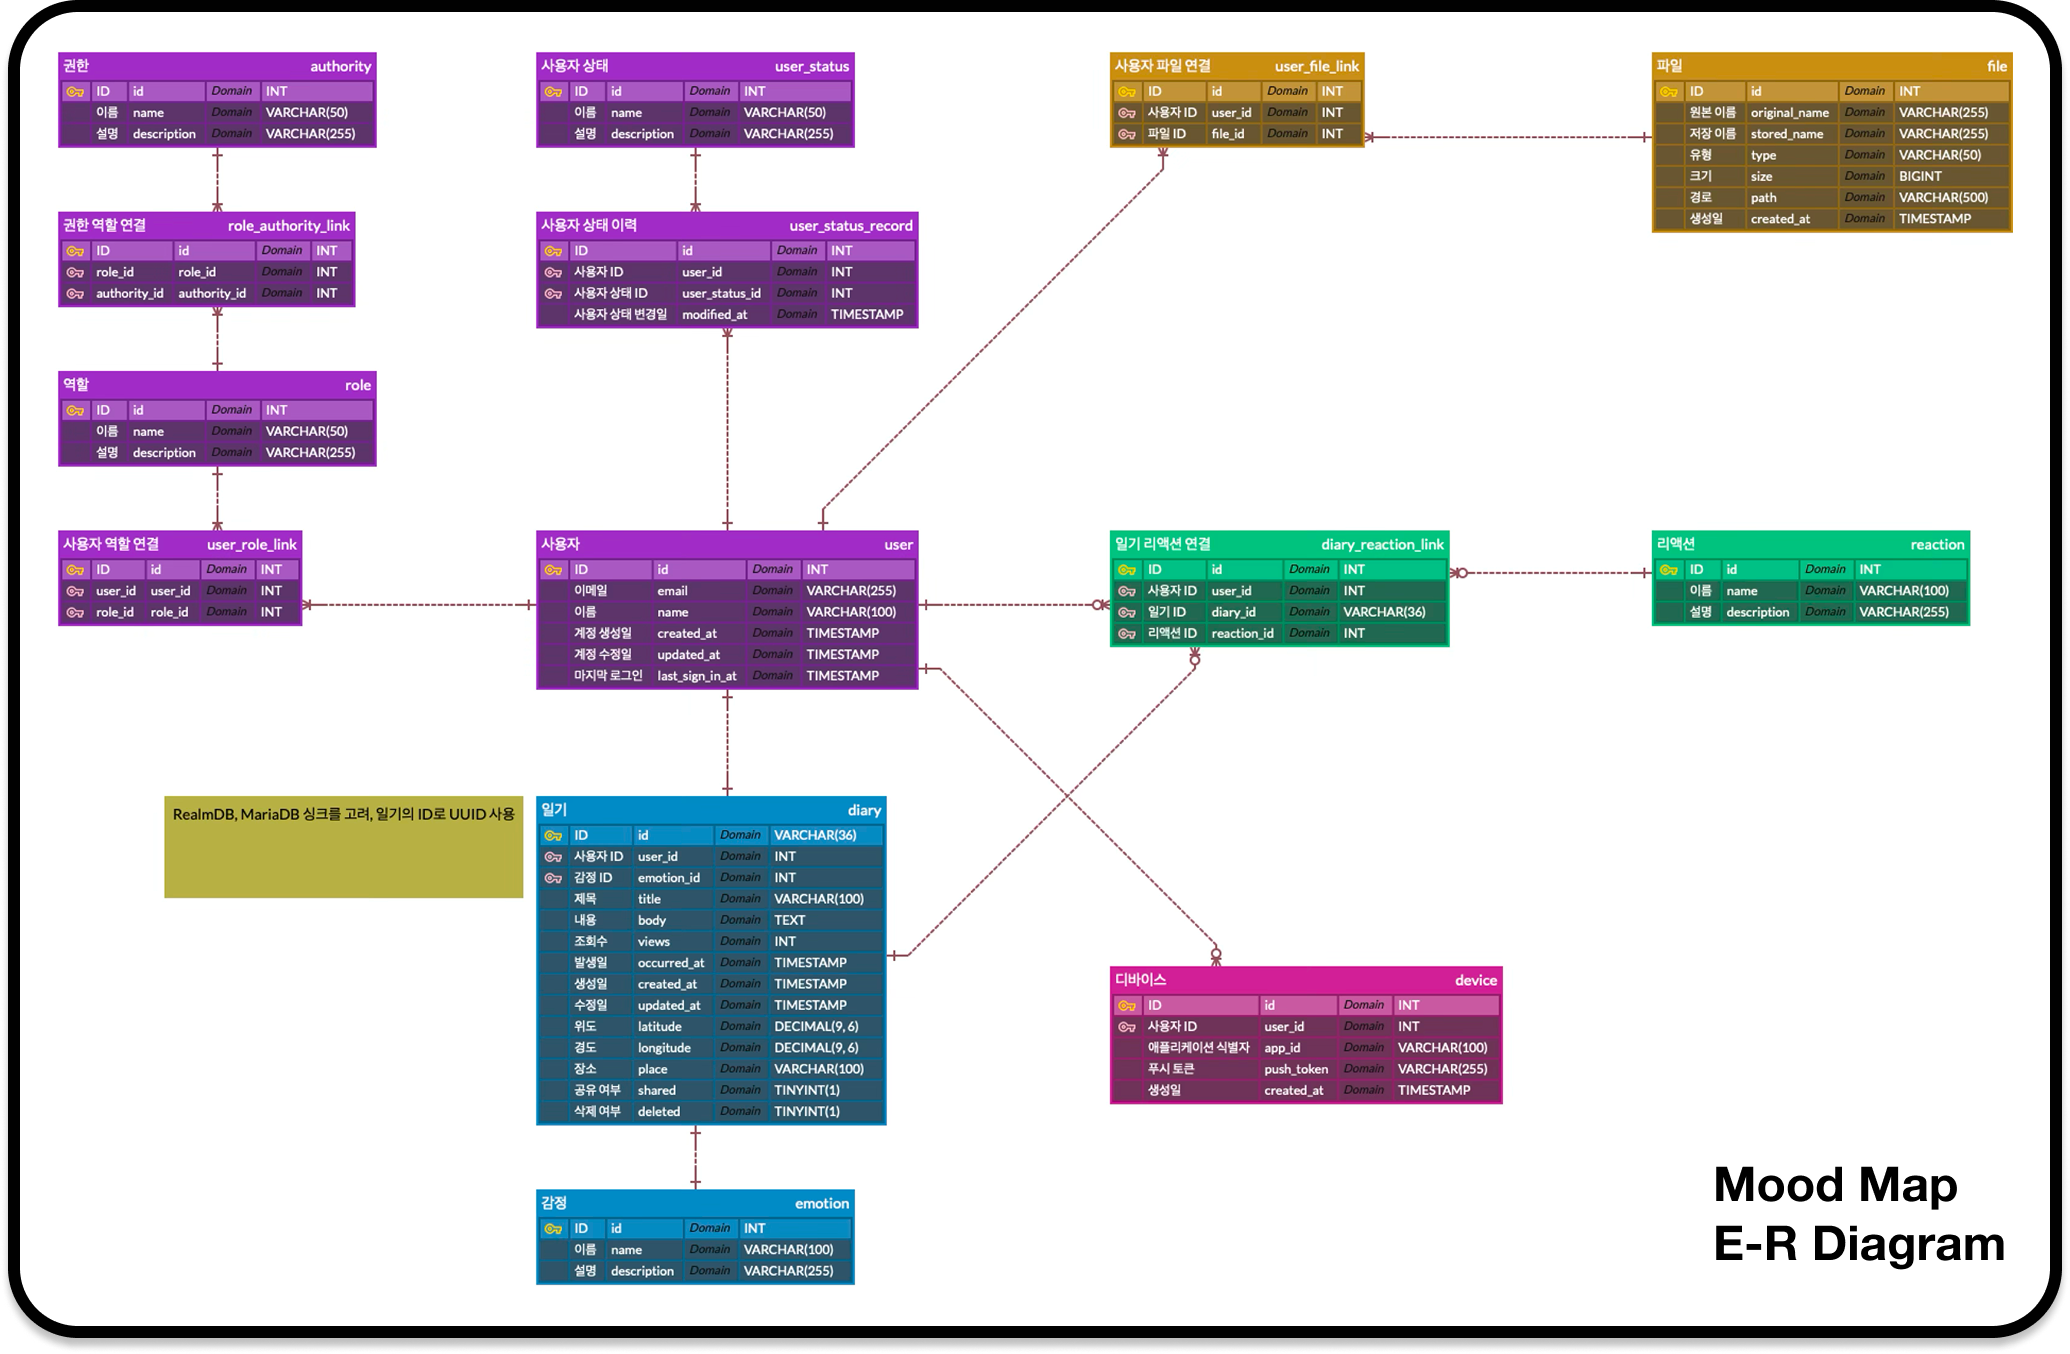 권한 authority
ID id Domain INT
이름 name Domain VARCHAR(50)
설명 description Domain VARCHAR(255)
권한 역할 연결 role_authority_link
ID id Domain INT
role_id role_id Domain INT
authority_id authority_id Domain INT
역할 role
ID id Domain INT
이름 name Domain VARCHAR(50)
설명 description Domain VARCHAR(255)
사용자 역할 연결 user_role_link
ID id Domain INT
user_id user_id Domain INT
role_id role_id Domain INT
사용자 상태 user_status
ID id Domain INT
이름 name Domain VARCHAR(50)
설명 description Domain VARCHAR(255)
사용자 상태 이력 user_status_record
ID id Domain INT
사용자 ID user_id Domain INT
사용자 상태 ID user_status_id Domain INT
사용자 상태 변경일 modified_at Domain TIMESTAMP
사용자 user
ID id Domain INT
이메일 email Domain VARCHAR(255)
이름 name Domain VARCHAR(100)
계정 생성일 created_at Domain TIMESTAMP
계정 수정일 updated_at Domain TIMESTAMP
마지막 로그인 last_sign_in_at Domain TIMESTAMP
RealmDB, MariaDB 싱크를 고려, 일기의 ID로 UUID 사용
일기 diary
ID id Domain VARCHAR(36)
사용자 ID user_id Domain INT
감정 ID emotion_id Domain INT
제목 title Domain VARCHAR(100)
내용 body Domain TEXT
조회수 views Domain INT
발생일 occurred_at Domain TIMESTAMP
생성일 created_at Domain TIMESTAMP
수정일 updated_at Domain TIMESTAMP
위도 latitude Domain DECIMAL(9, 6)
경도 longitude Domain DECIMAL(9, 6)
장소 place Domain VARCHAR(100)
공유 여부 shared Domain TINYINT(1)
삭제 여부 deleted Domain TINYINT(1)
감정 emotion
ID id Domain INT
이름 name Domain VARCHAR(100)
설명 description Domain VARCHAR(255)
사용자 파일 연결 user_file_link
ID id Domain INT
사용자 ID user_id Domain INT
파일 ID file_id Domain INT
파일 file
ID id Domain INT
원본 이름 original_name Domain VARCHAR(255)
저장 이름 stored_name Domain VARCHAR(255)
유형 type Domain VARCHAR(50)
크기 size Domain BIGINT
경로 path Domain VARCHAR(500)
생성일 created_at Domain TIMESTAMP
일기 리액션 연결 diary_reaction_link
ID id Domain INT
사용자 ID user_id Domain INT
일기 ID diary_id Domain VARCHAR(36)
리액션 ID reaction_id Domain INT
리액션 reaction
ID id Domain INT
이름 name Domain VARCHAR(100)
설명 description Domain VARCHAR(255)
디바이스 device
ID id Domain INT
사용자 ID user_id Domain INT
애플리케이션 식별자 app_id Domain VARCHAR(100)
푸시 토큰 push_token Domain VARCHAR(255)
생성일 created_at Domain TIMESTAMP
Mood Map
E-R Diagram